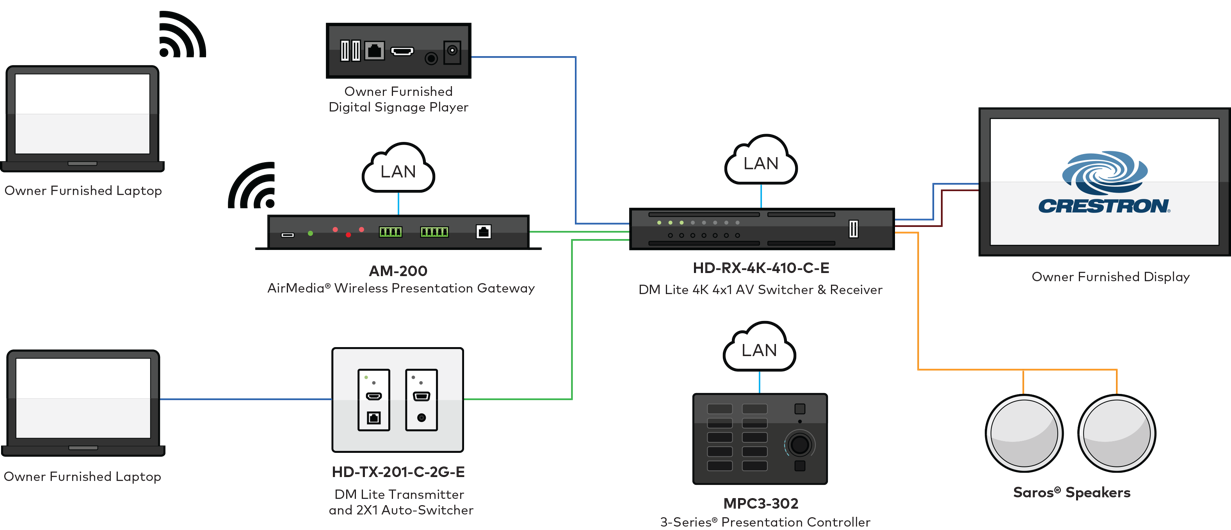 Owner Furnished
Digital Signage Player
Owner Furnished Laptop
LAN
LAN
CRESTRON®
AM-200
AirMedia® Wireless Presentation Gateway
HD-RX-4K-410-C-E
DM Lite 4K 4x1 AV Switcher & Receiver
Owner Furnished Display
LAN
Owner Furnished Laptop
HD-TX-201-C-2G-E
DM Lite Transmitter
and 2X1 Auto-Switcher
MPC3-302
3-Series® Presentation Controller
Saros® Speakers